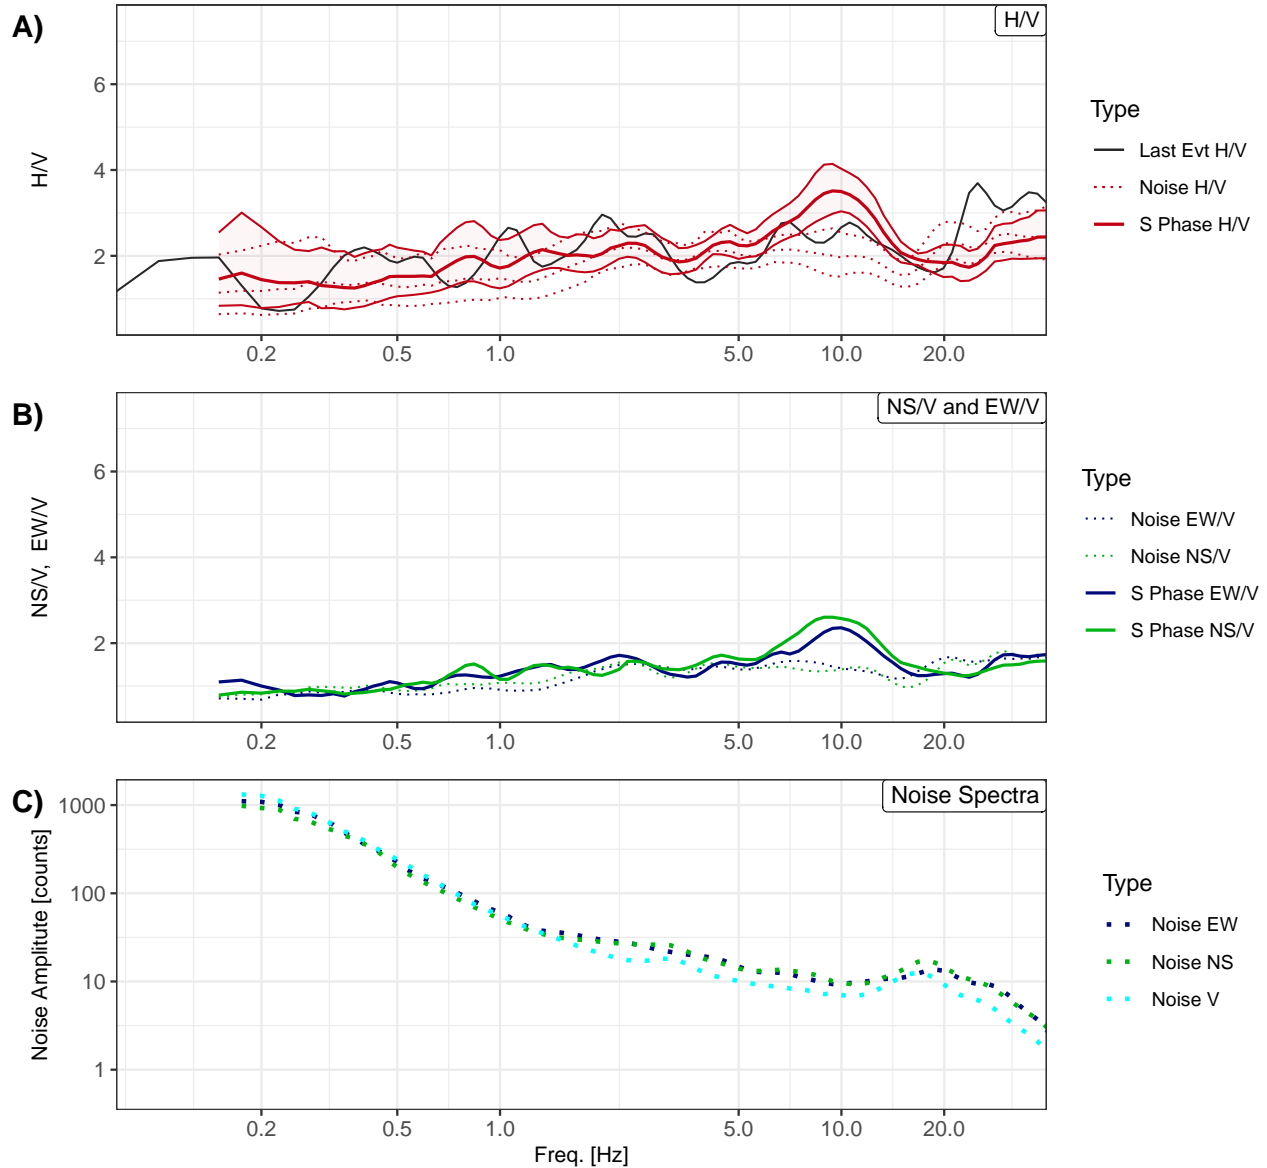 A)
H/V
H/V
6
4
2
0.2 0.5 1.0 5.0 10.0 20.0
Type
Last Evt H/V
Noise H/V
S Phase H/V
B)
NS/V and EW/V
NS/V, EW/V
6
4
2
0.2 0.5 1.0 5.0 10.0 20.0
Type
Noise EW/V
Noise NS/V
S Phase EW/V
S Phase NS/V
C)
Noise Spectra
Noise Amplitute [counts]
1000
100
10
1
0.2 0.5 1.0 5.0 10.0 20.0
Freq. [Hz]
Type
Noise EW
Noise NS
Noise V